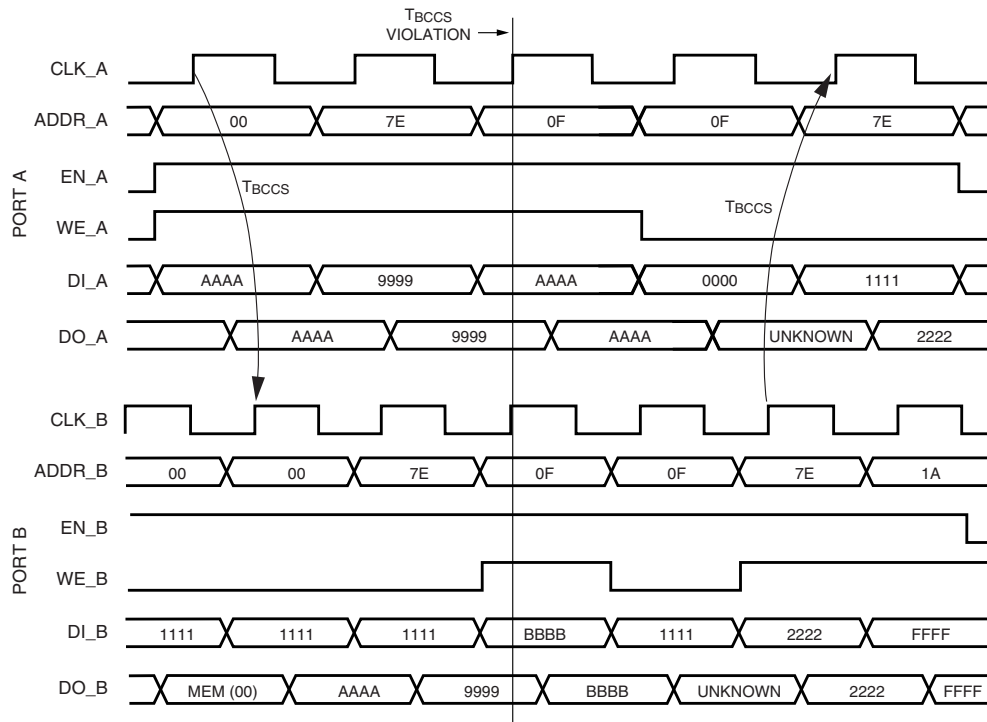 TBCCS
VIOLATION
CLK_A
ADDR_A 00 7E 0F 0F 7E
EN_A
TBCCS
TBCCS
PORT A
WE_A
DI_A AAAA 9999 AAAA 0000 1111
DO_A AAAA 9999 AAAA UNKNOWN 2222
CLK_B
ADDR_B 00 00 7E 0F 0F 7E 1A
EN_B
PORT B
WE_B
DI_B 1111 1111 1111 BBBB 1111 2222 FFFF
DO_B MEM (00) AAAA 9999 BBBB UNKNOWN 2222 FFFF